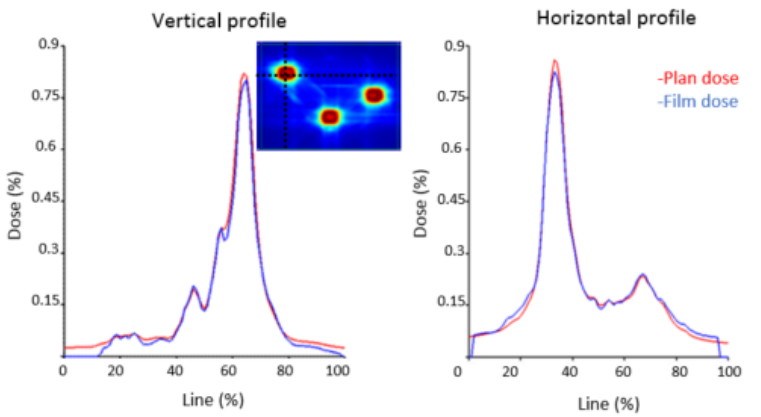 Vertical profile
Horizontal profile
0.9
0.75
0.6
0.45
0.3
0.15
Dose (%)
0 20 40 60 80 100
Line (%)
0.9
0.75
0.6
0.45
0.3
0.15
Dose (%)
0 20 40 60 80 100
Line (%)
-Plan dose
-Film dose